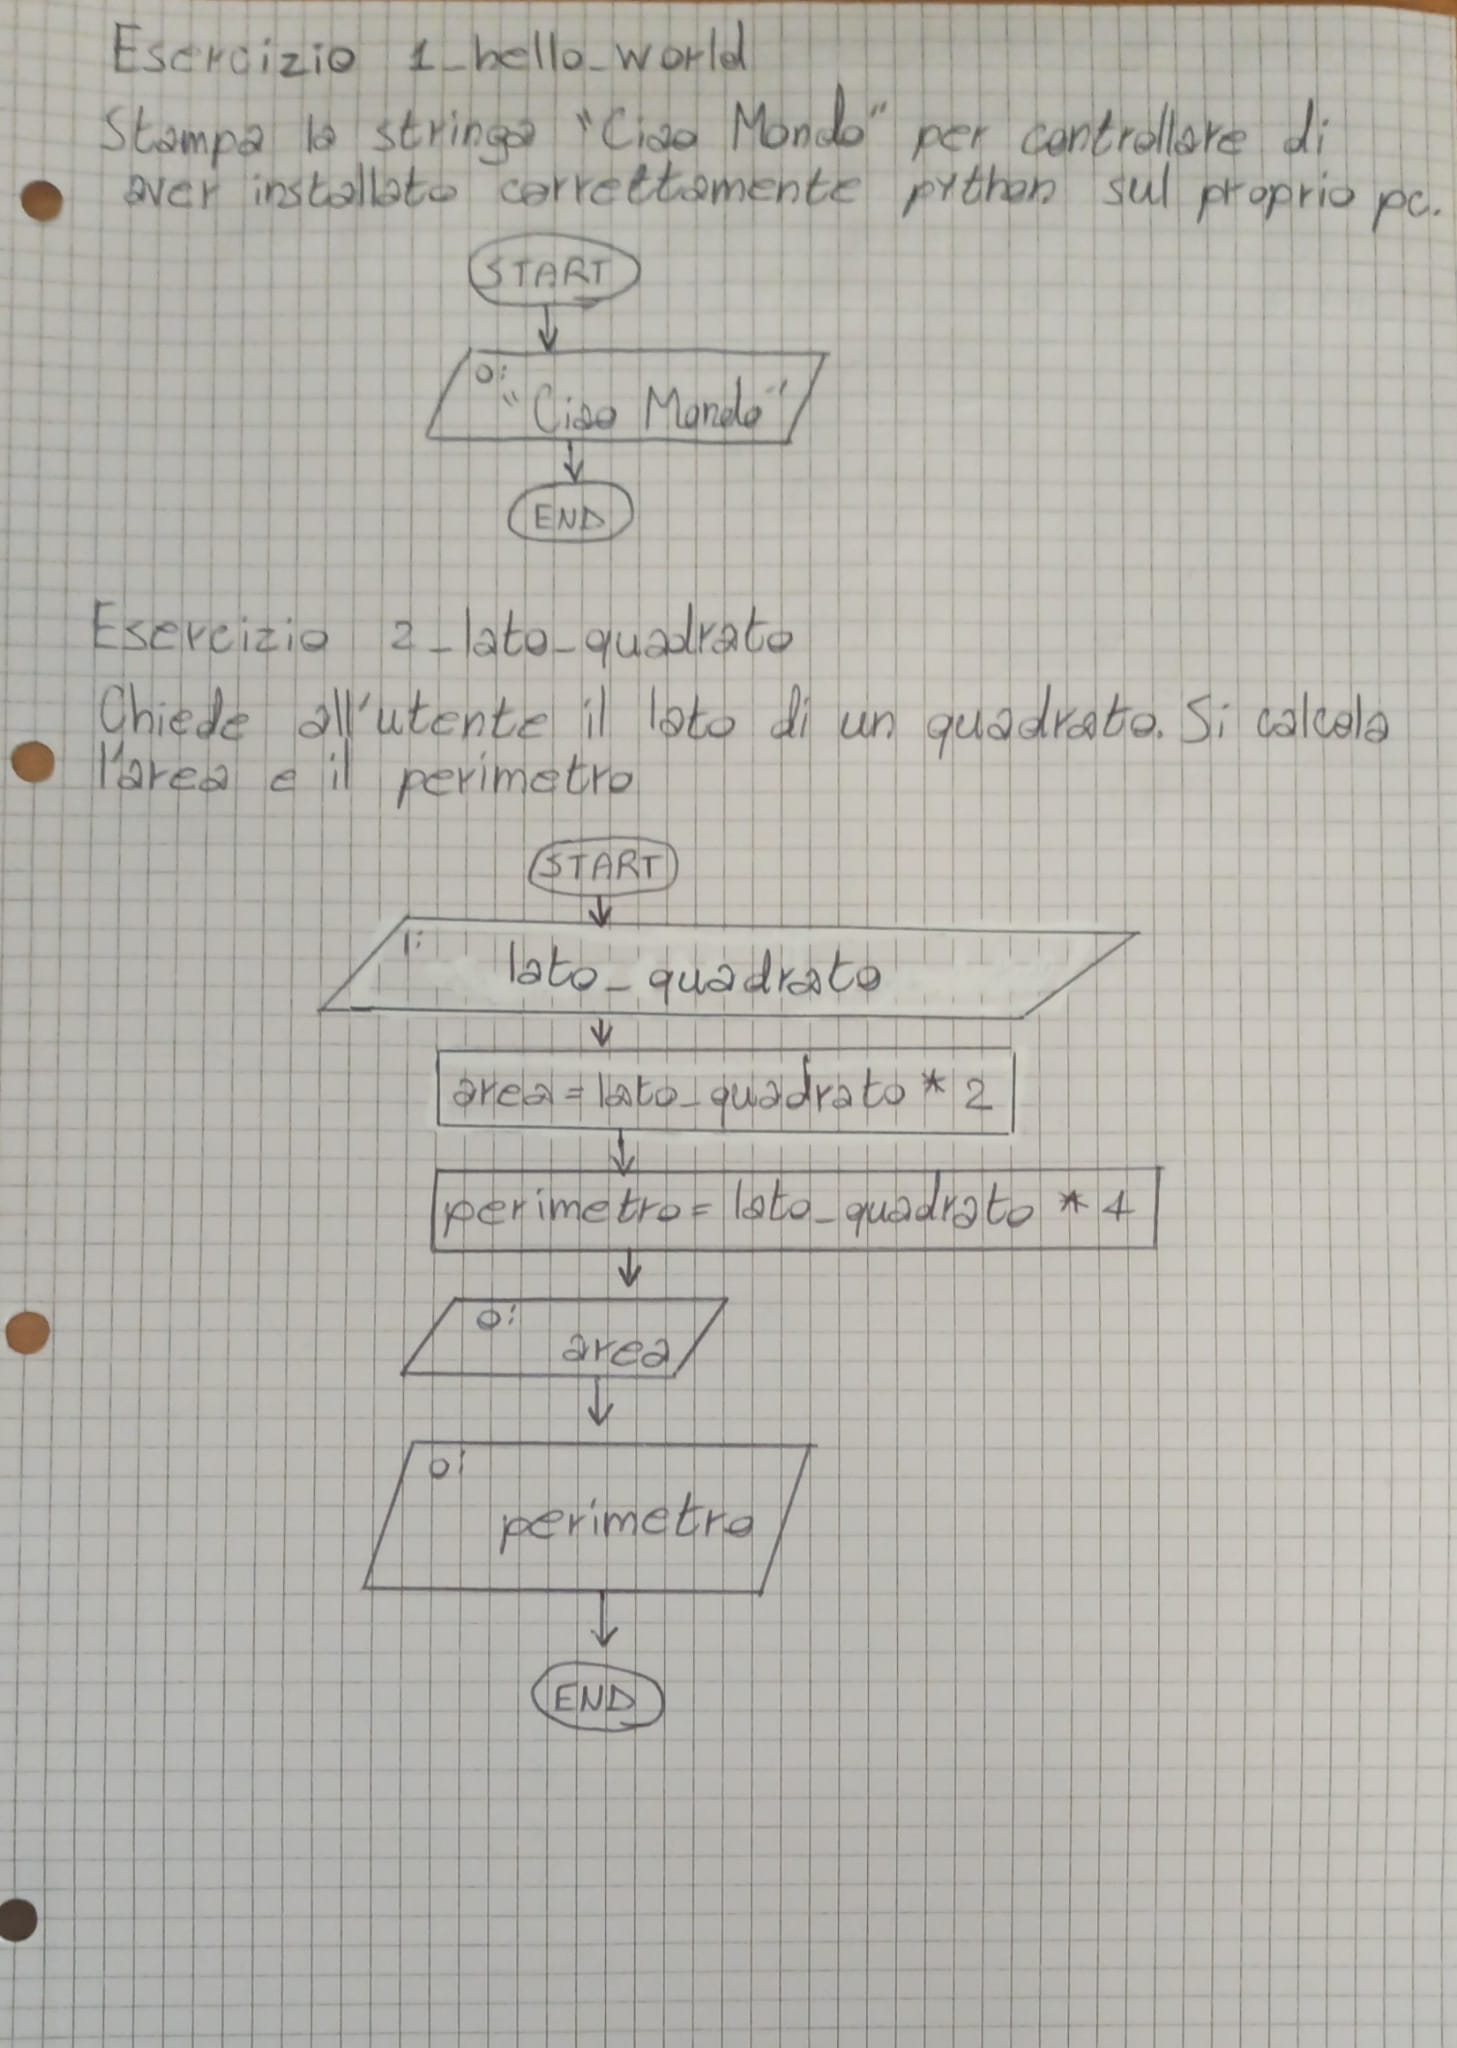 Esercizio 1_hello_world
Stampa la stringa "Ciao Mondo" per controllare di
aver installato correttamente python sul proprio pc.
START
O:
"Ciao Mondo"
END
Esercizio 2_lato_quadrato
Chiede all'utente il lato di un quadrato. Si calcola
l'area e il perimetro
START
I:
lato_quadrato
area = lato_quadrato * 2
perimetro = lato_quadrato * 4
O:
area
O:
perimetro
END